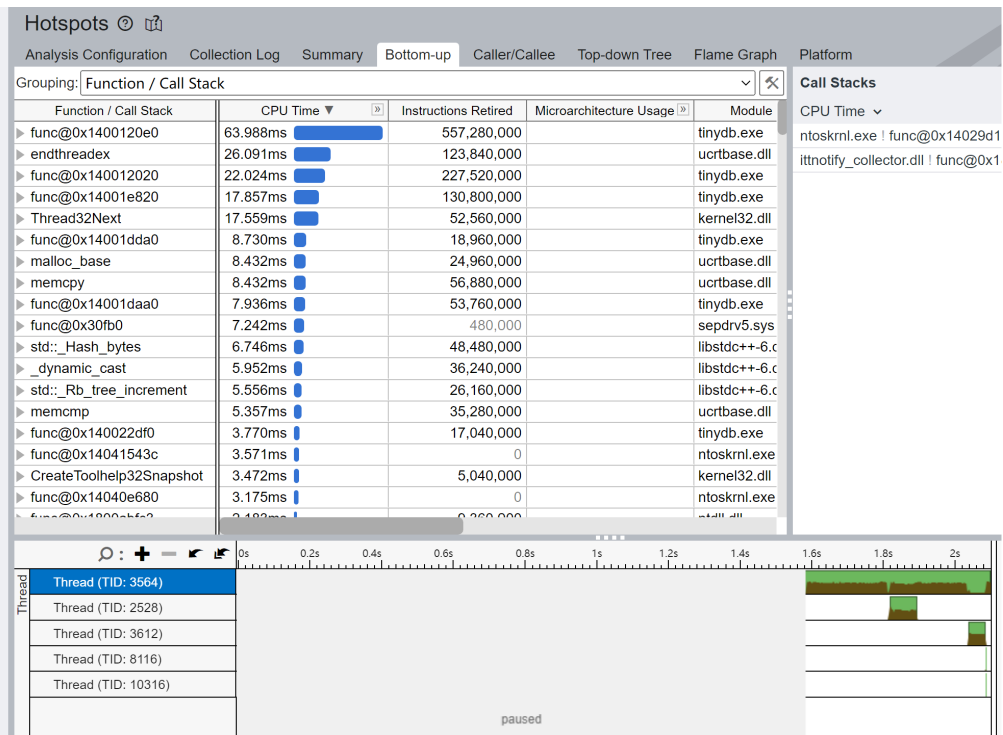 Hotspots
Analysis Configuration Collection Log Summary Bottom-up Caller/Callee Top-down Tree Flame Graph Platform
Grouping: Function / Call Stack
Function / Call Stack CPU Time ▼ » Instructions Retired Microarchitecture Usage » Module
func@0x1400120e0 63.988ms 557,280,000 tinydb.exe
endthreadex 26.091ms 123,840,000 ucrtbase.dll
func@0x140012020 22.024ms 227,520,000 tinydb.exe
func@0x14001e820 17.857ms 130,800,000 tinydb.exe
Thread32Next 17.559ms 52,560,000 kernel32.dll
func@0x14001dda0 8.730ms 18,960,000 tinydb.exe
malloc_base 8.432ms 24,960,000 ucrtbase.dll
memcpy 8.432ms 56,880,000 ucrtbase.dll
func@0x14001daa0 7.936ms 53,760,000 tinydb.exe
func@0x30fb0 7.242ms 480,000 sepdrv5.sys
std::_Hash_bytes 6.746ms 48,480,000 libstdc++-6.c
_dynamic_cast 5.952ms 36,240,000 libstdc++-6.c
std::_Rb_tree_increment 5.556ms 26,160,000 libstdc++-6.c
memcmp 5.357ms 35,280,000 ucrtbase.dll
func@0x140022df0 3.770ms 17,040,000 tinydb.exe
func@0x14041543c 3.571ms 0 ntoskrnl.exe
CreateToolhelp32Snapshot 3.472ms 5,040,000 kernel32.dll
func@0x14040e680 3.175ms 0 ntoskrnl.exe
Call Stacks
CPU Time
ntoskrnl.exe ! func@0x14029d1
ittnotify_collector.dll ! func@0x1
0s 0.2s 0.4s 0.6s 0.8s 1s 1.2s 1.4s 1.6s 1.8s 2s
Thread
Thread (TID: 3564)
Thread (TID: 2528)
Thread (TID: 3612)
Thread (TID: 8116)
Thread (TID: 10316)
paused